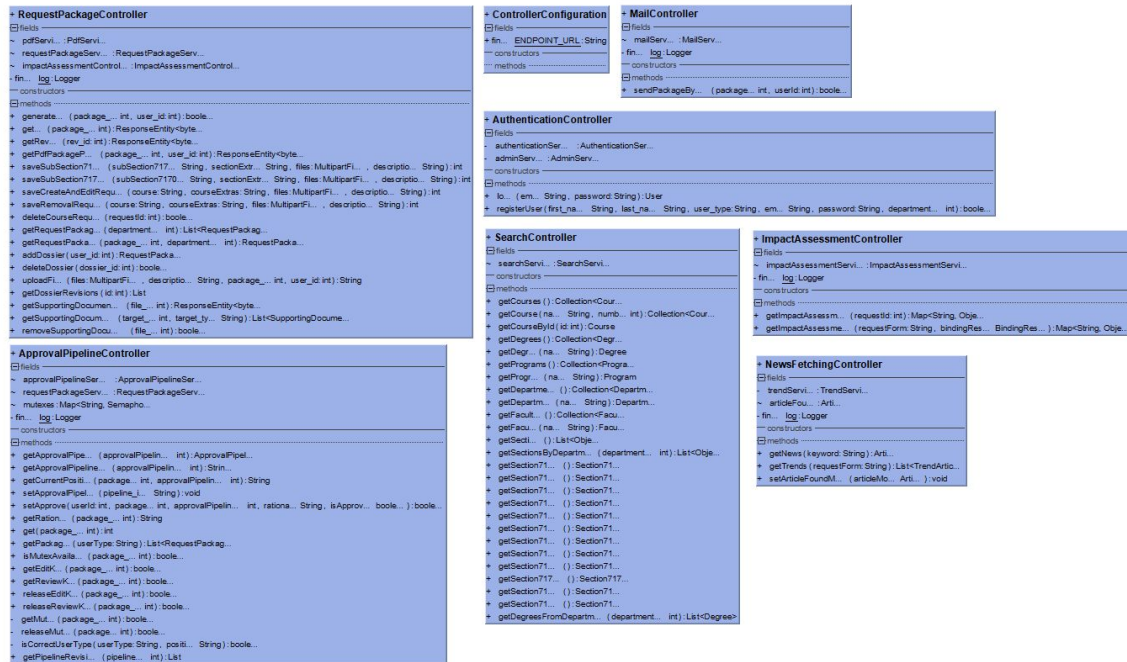 + RequestPackageController
fields
~ pdfServi... : PdfServi...
~ requestPackageServ... : RequestPackageServ...
~ impactAssessmentControl... : ImpactAssessmentControl...
- fin... log : Logger
constructors
methods
+ generate... (package_... int, user_id: int) : boole...
+ get... (package_... int) : ResponseEntity<byte...
+ getRev... (rev_id: int) : ResponseEntity<byte...
+ getPdfPackageP... (package_... int, user_id: int) : ResponseEntity<byte...
+ saveSubSection71... (subSection717... String, sectionExtr... String, files: MultipartFi... , descriptio... String) : int
+ saveSubSection717... (subSection7170... String, sectionExt... String, files: MultipartFi... , descriptio... String) : int
+ saveCreateAndEditRequ... (course: String, courseExtras: String, files: MultipartFi... , descriptio... String) : int
+ saveRemovalRequ... (course: String, courseExtras: String, files: MultipartFi... , descriptio... String) : int
+ deleteCourseRequ... (requestId: int) : boole...
+ getRequestPackag... (department... int) : List<RequestPackag...
+ getRequestPacka... (package_... int, department... int) : RequestPacka...
+ addDossier (user_id: int) : RequestPacka...
+ deleteDossier (dossier_id: int) : boole...
+ uploadFi... (files: MultipartFi... , descriptio... String, package_... int, user_id: int) : String
+ getDossierRevisions (id: int) : List
+ getSupportingDocumen... (file_... int) : ResponseEntity<byte...
+ getSupportingDocum... (target_... int, target_ty... String) : List<SupportingDocume...
+ removeSupportingDocu... (file_... int) : boole...
+ ApprovalPipelineController
fields
~ approvalPipelineSer... : ApprovalPipelineSer...
~ requestPackageServ... : RequestPackageServ...
~ mutexes : Map<String, Semapho...
- fin... log : Logger
constructors
methods
+ getApprovalPipe... (approvalPipelin... int) : ApprovalPipel...
+ getApprovalPipeline... (approvalPipelin... int) : Strin...
+ getCurrentPositi... (package... int, approvalPipelin... int) : String
+ setApprovalPipel... (pipeline_i... String) : void
+ setApprove (userId: int, package... int, approvalPipelin... int, rationa... String, isApprov... boole...) : boole...
+ getRation... (package_... int) : String
+ get (package_... int) : int
+ getPackag... (userType: String) : List<RequestPackag...
+ isMutexAvaila... (package_... int) : boole...
+ getEditK... (package_... int) : boole...
+ getReviewK... (package_... int) : boole...
+ releaseEditK... (package_... int) : boole...
+ releaseReviewK... (package_... int) : boole...
- getMut... (package_... int) : boole...
- releaseMut... (package... int) : boole...
- isCorrectUserType (userType: String, positi... String) : boole...
+ getPipelineRevisi... (pipeline... int) : List
+ ControllerConfiguration
fields
+ fin... ENDPOINT_URL : String
constructors
methods
+ MailController
fields
~ mailServ... : MailServ...
- fin... log : Logger
constructors
methods
+ sendPackageBy... (package... int, userId: int) : boole...
+ AuthenticationController
fields
- authenticationSer... : AuthenticationSer...
- adminServ... : AdminServ...
constructors
methods
+ lo... (em... String, password: String) : User
+ registerUser (first_na... String, last_na... String, user_type: String, em... String, password: String, department... int) : boole...
+ SearchController
fields
~ searchServi... : SearchServi...
constructors
methods
+ getCourses () : Collection<Cour...
+ getCourse (na... String, numb... int) : Collection<Cour...
+ getCourseById (id: int) : Course
+ getDegrees () : Collection<Degr...
+ getDegr... (na... String) : Degree
+ getPrograms () : Collection<Progra...
+ getProgr... (na... String) : Program
+ getDepartme... () : Collection<Departm...
+ getDepartm... (na... String) : Departm...
+ getFacult... () : Collection<Facu...
+ getFacu... (na... String) : Facu...
+ getSecti... () : List<Obje...
+ getSectionsByDepartm... (department... int) : List<Obje...
+ getSection71... () : Section71...
+ getSection71... () : Section71...
+ getSection71... () : Section71...
+ getSection71... () : Section71...
+ getSection71... () : Section71...
+ getSection71... () : Section71...
+ getSection71... () : Section71...
+ getSection71... () : Section71...
+ getSection71... () : Section71...
+ getSection717... () : Section717...
+ getSection71... () : Section71...
+ getSection71... () : Section71...
+ getDegreesFromDepartm... (department... int) : List<Degree>
+ ImpactAssessmentController
fields
~ impactAssessmentServi... : ImpactAssessmentServi...
- fin... log : Logger
constructors
methods
+ getImpactAssessm... (requestId: int) : Map<String, Obje...
+ getImpactAssessme... (requestForm: String, bindingRes... BindingRes...) : Map<String, Obje...
+ NewsFetchingController
fields
- trendServi... : TrendServi...
~ articleFou... : Arti...
- fin... log : Logger
constructors
methods
+ getNews (keyword: String) : Arti...
+ getTrends (requestForm: String) : List<TrendArtic...
+ setArticleFoundM... (articleMo... Arti...) : void